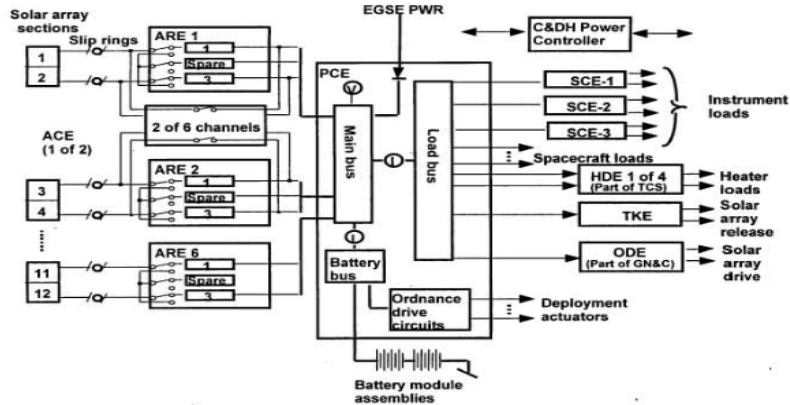 Solar array
sections
Slip rings
1
2
ARE 1
1
Spare
3
ACE
(1 of 2)
2 of 6 channels
3
4
ARE 2
1
Spare
3
11
12
ARE 6
1
Spare
3
EGSE PWR
PCE
V
Main bus
I
Load bus
I
Battery
bus
Ordnance
drive
circuits
Battery module
assemblies
C&DH Power
Controller
SCE-1
SCE-2
SCE-3
Instrument
loads
Spacecraft loads
HDE 1 of 4
(Part of TCS)
Heater
loads
TKE
Solar
array
release
ODE
(Part of GN&C)
Solar
array
drive
Deployment
actuators